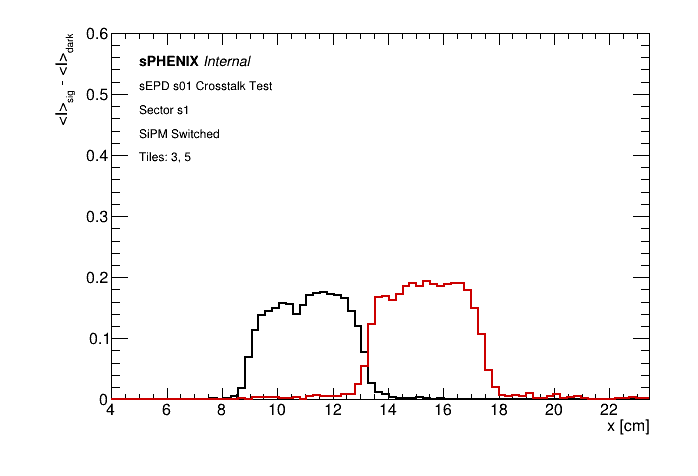 0.6
<I>sig - <I>dark
sPHENIX Internal
sEPD s01 Crosstalk Test
0.5
Sector s1
SiPM Switched
0.4
Tiles: 3, 5
0.3
0.2
0.1
0
4 6 8 10 12 14 16 18 20 22
x [cm]